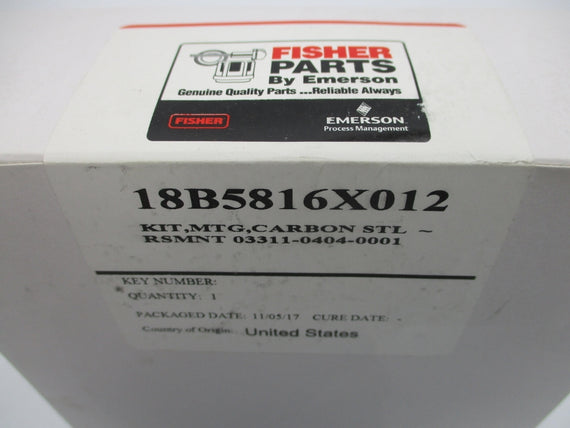 FISHER
PARTS
By Emerson
Genuine Quality Parts ...Reliable Always
FISHER
EMERSON
Process Management
18B5816X012
KIT,MTG,CARBON STL ~
RSMNT 03311-0404-0001
KEY NUMBER:
QUANTITY: 1
PACKAGED DATE: 11/05/17 CURE DATE: -
Country of Origin: United States